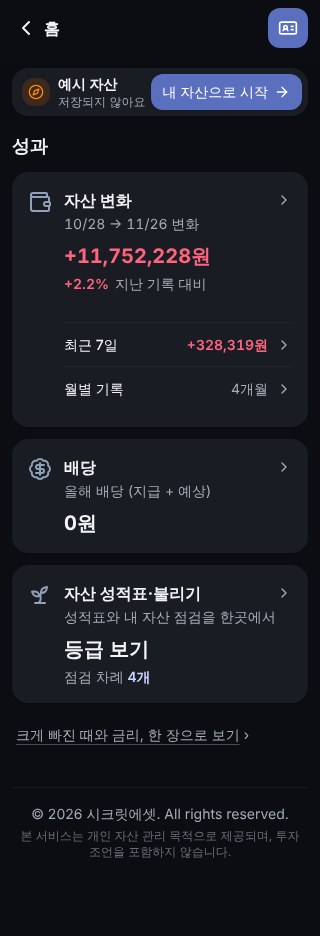 홈
예시 자산
저장되지 않아요
내 자산으로 시작 →
성과
자산 변화
10/28 → 11/26 변화
+11,752,228원
+2.2% 지난 기록 대비
최근 7일 +328,319원
월별 기록 4개월
배당
올해 배당 (지급 + 예상)
0원
자산 성적표·불리기
성적표와 내 자산 점검을 한곳에서
등급 보기
점검 차례 4개
크게 빠진 때와 금리, 한 장으로 보기 ›
© 2026 시크릿에셋. All rights reserved.
본 서비스는 개인 자산 관리 목적으로 제공되며, 투자
조언을 포함하지 않습니다.